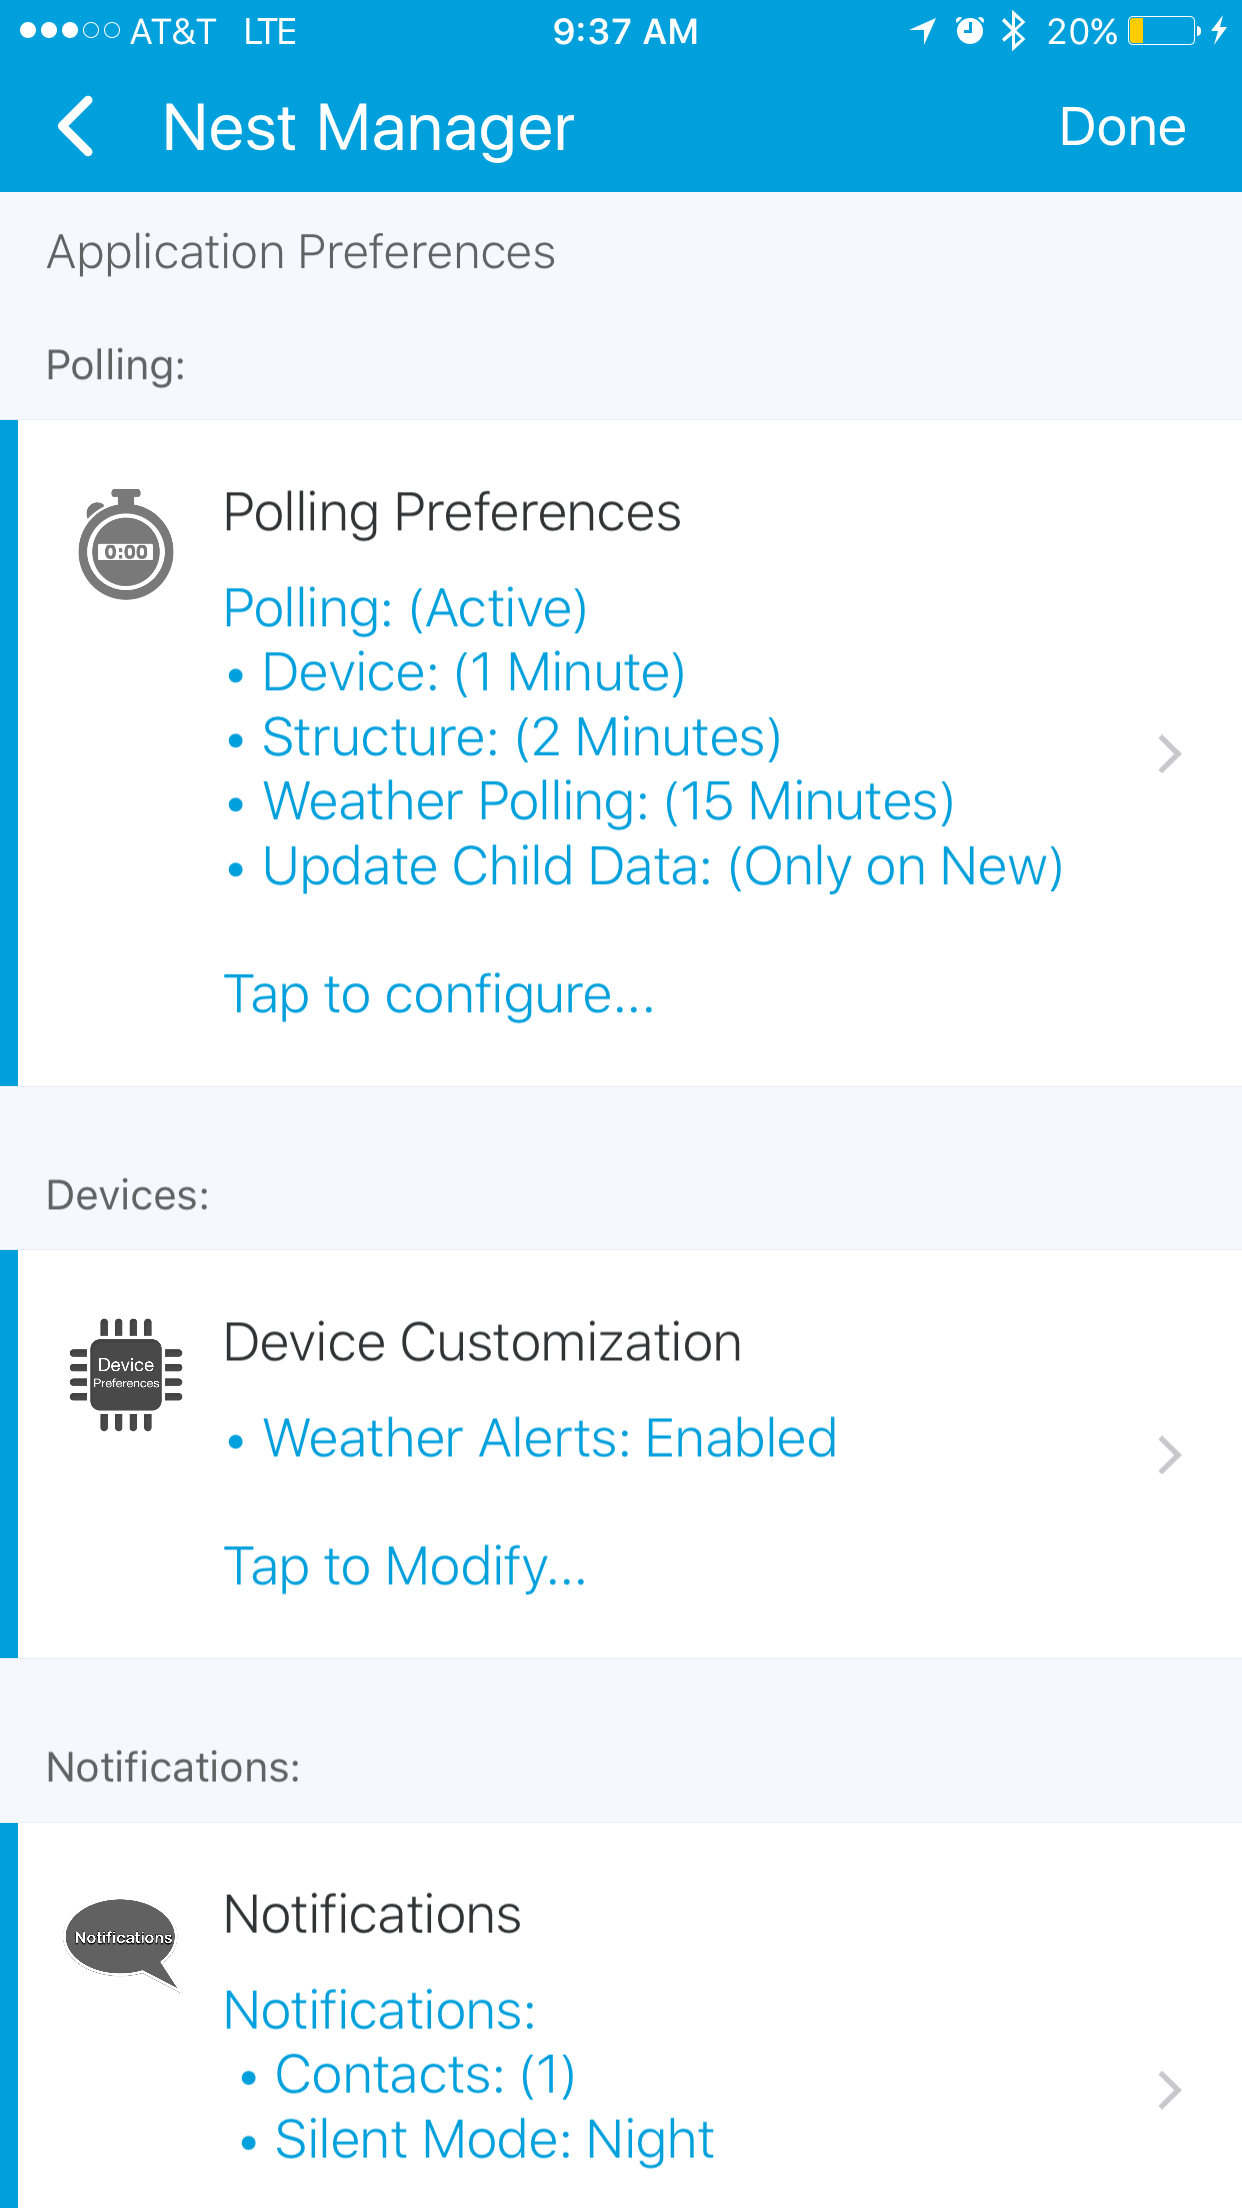 AT&T LTE 9:37 AM 20%
Nest Manager Done
Application Preferences
Polling:
0:00
Polling Preferences
Polling: (Active)
• Device: (1 Minute)
• Structure: (2 Minutes)
• Weather Polling: (15 Minutes)
• Update Child Data: (Only on New)
Tap to configure...
Devices:
Device
Preferences
Device Customization
• Weather Alerts: Enabled
Tap to Modify...
Notifications:
Notifications
Notifications
Notifications:
• Contacts: (1)
• Silent Mode: Night